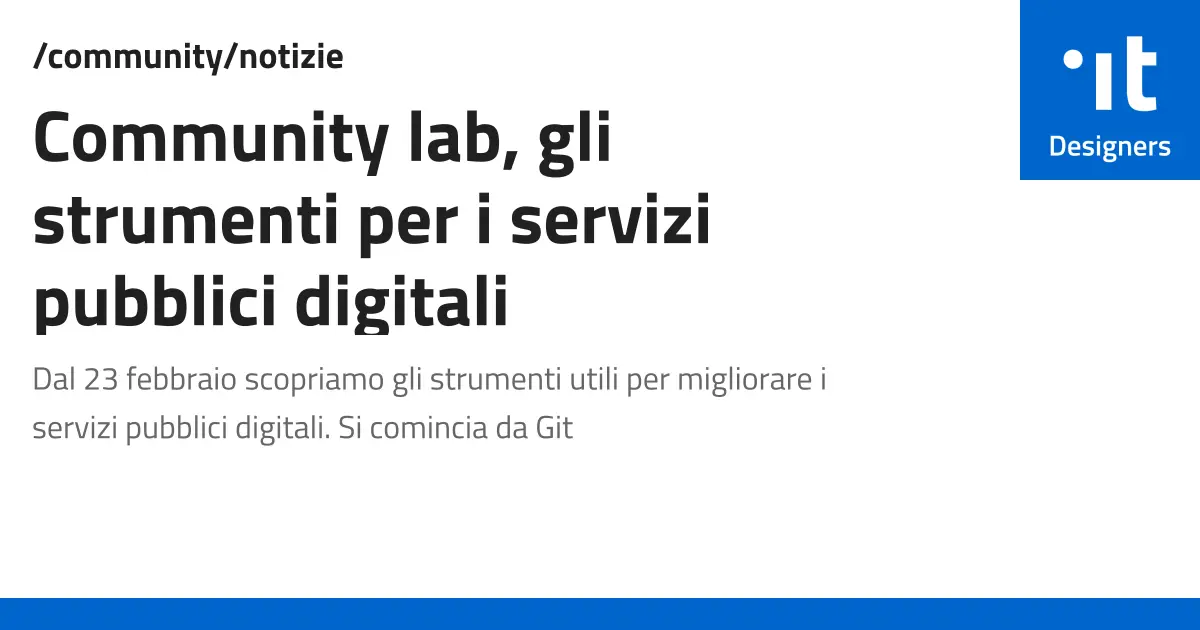 /community/notizie
Community lab, gli
strumenti per i servizi
pubblici digitali
Dal 23 febbraio scopriamo gli strumenti utili per migliorare i
servizi pubblici digitali. Si comincia da Git
it
Designers